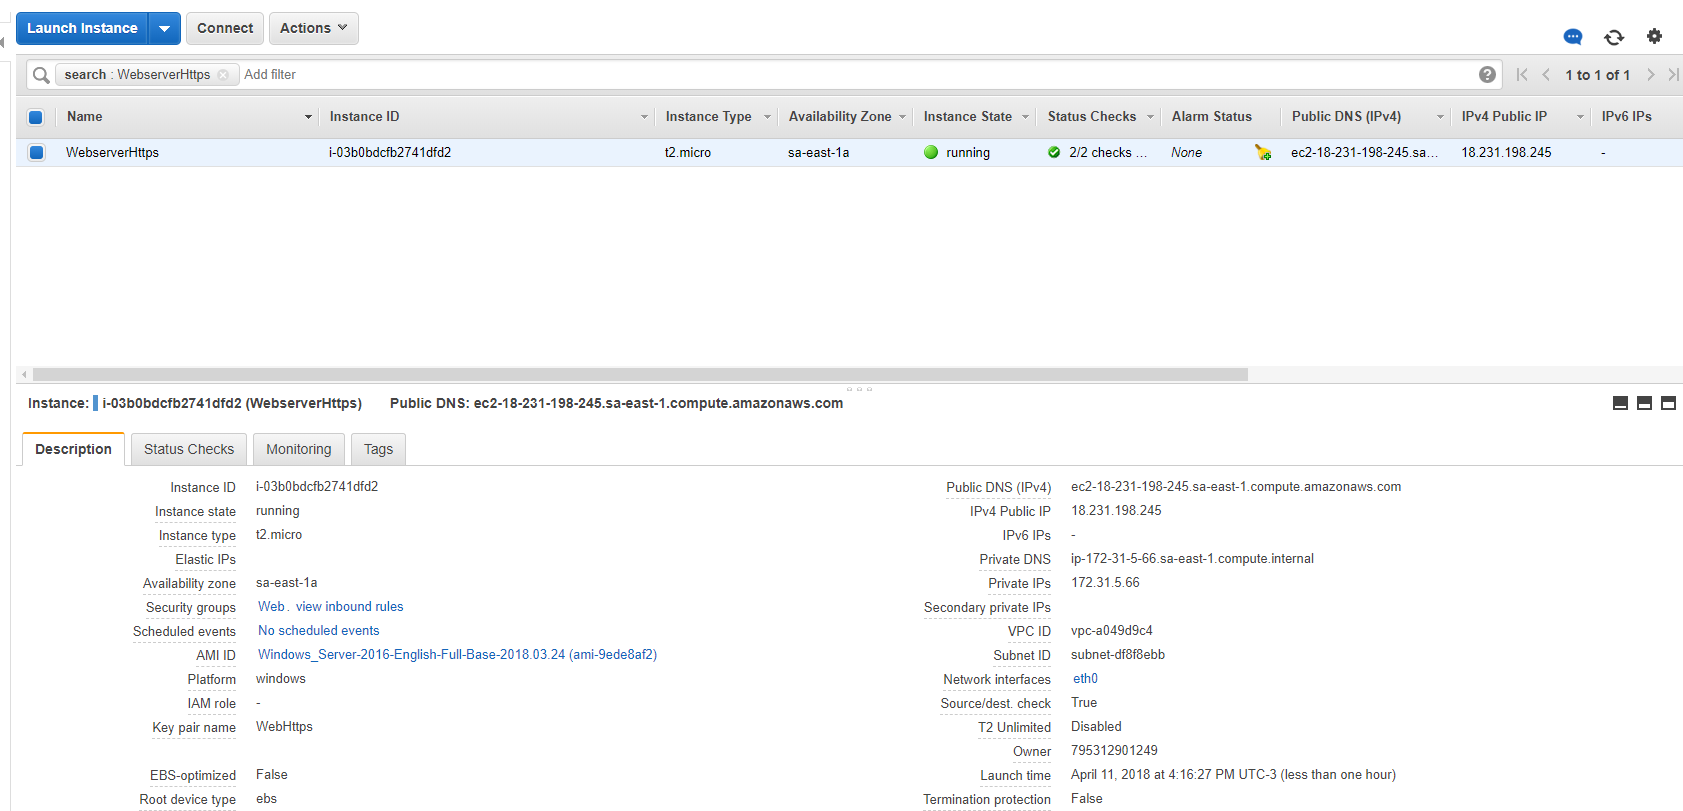 Launch Instance Connect Actions
search : WebserverHttps Add filter 1 to 1 of 1
Name Instance ID Instance Type Availability Zone Instance State Status Checks Alarm Status Public DNS (IPv4) IPv4 Public IP IPv6 IPs
WebserverHttps i-03b0bdcfb2741dfd2 t2.micro sa-east-1a running 2/2 checks ... None ec2-18-231-198-245.sa... 18.231.198.245 -
Instance: i-03b0bdcfb2741dfd2 (WebserverHttps) Public DNS: ec2-18-231-198-245.sa-east-1.compute.amazonaws.com
Description Status Checks Monitoring Tags
Instance ID i-03b0bdcfb2741dfd2 Public DNS (IPv4) ec2-18-231-198-245.sa-east-1.compute.amazonaws.com
Instance state running IPv4 Public IP 18.231.198.245
Instance type t2.micro IPv6 IPs -
Elastic IPs Private DNS ip-172-31-5-66.sa-east-1.compute.internal
Availability zone sa-east-1a Private IPs 172.31.5.66
Security groups Web. view inbound rules Secondary private IPs
Scheduled events No scheduled events VPC ID vpc-a049d9c4
AMI ID Windows_Server-2016-English-Full-Base-2018.03.24 (ami-9ede8af2) Subnet ID subnet-df8f8ebb
Platform windows Network interfaces eth0
IAM role - Source/dest. check True
Key pair name WebHttps T2 Unlimited Disabled
Owner 795312901249
EBS-optimized False Launch time April 11, 2018 at 4:16:27 PM UTC-3 (less than one hour)
Root device type ebs Termination protection False